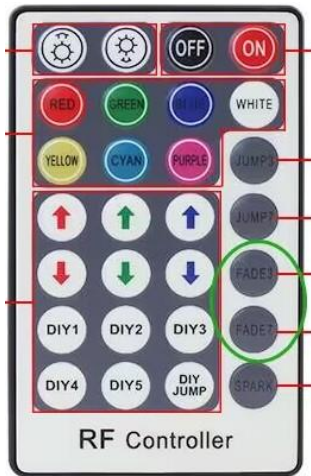 OFF ON
RED GREEN BLUE WHITE
YELLOW CYAN PURPLE JUMP3
JUMP7
FADE3
DIY1 DIY2 DIY3 FADE7
DIY4 DIY5 DIY
JUMP SPARK
RF Controller